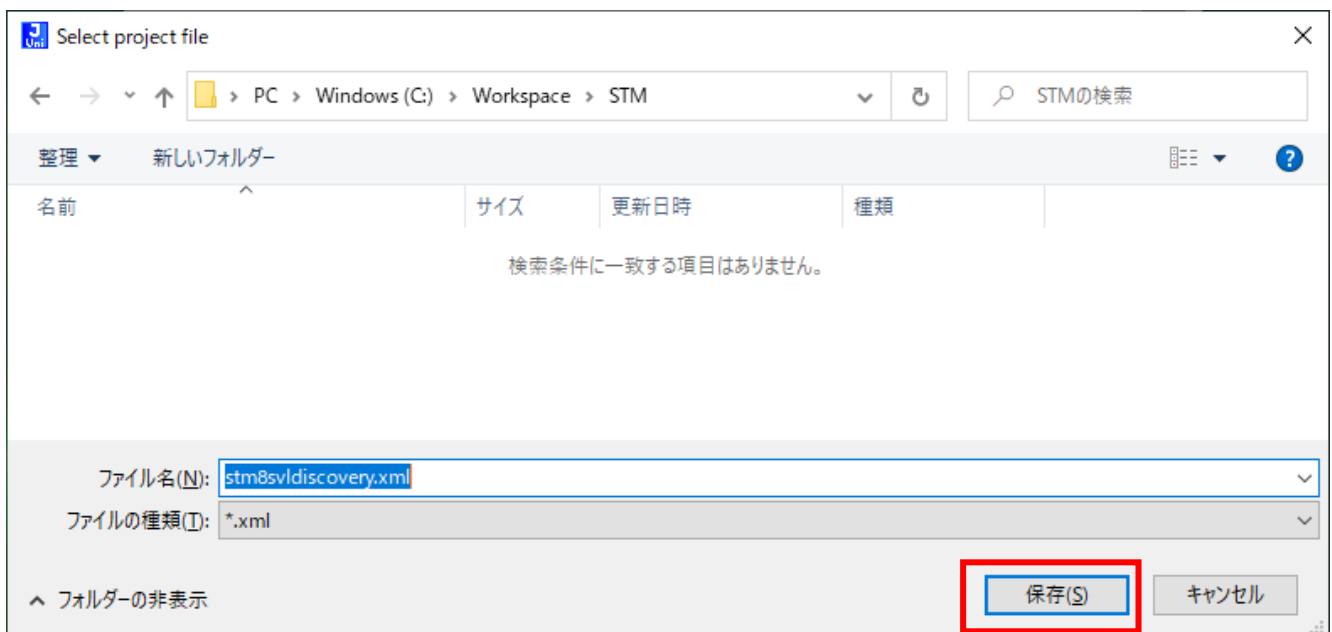 J Uni Select project file
PC > Windows (C:) > Workspace > STM STMの検索
整理 新しいフォルダー ?
名前 サイズ 更新日時 種類
検索条件に一致する項目はありません。
ファイル名(N): stm8svldiscovery.xml
ファイルの種類(T): *.xml
フォルダーの非表示 保存(S) キャンセル